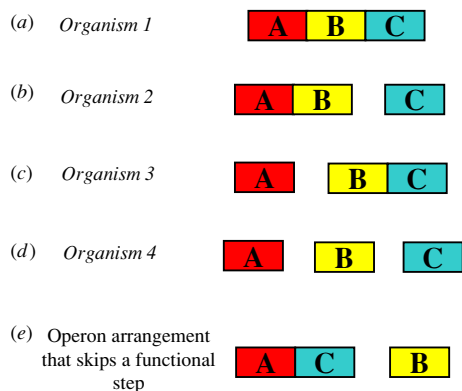 (a) Organism 1 A B C
(b) Organism 2 A B C
(c) Organism 3 A B C
(d) Organism 4 A B C
(e) Operon arrangement
that skips a functional A C B
step